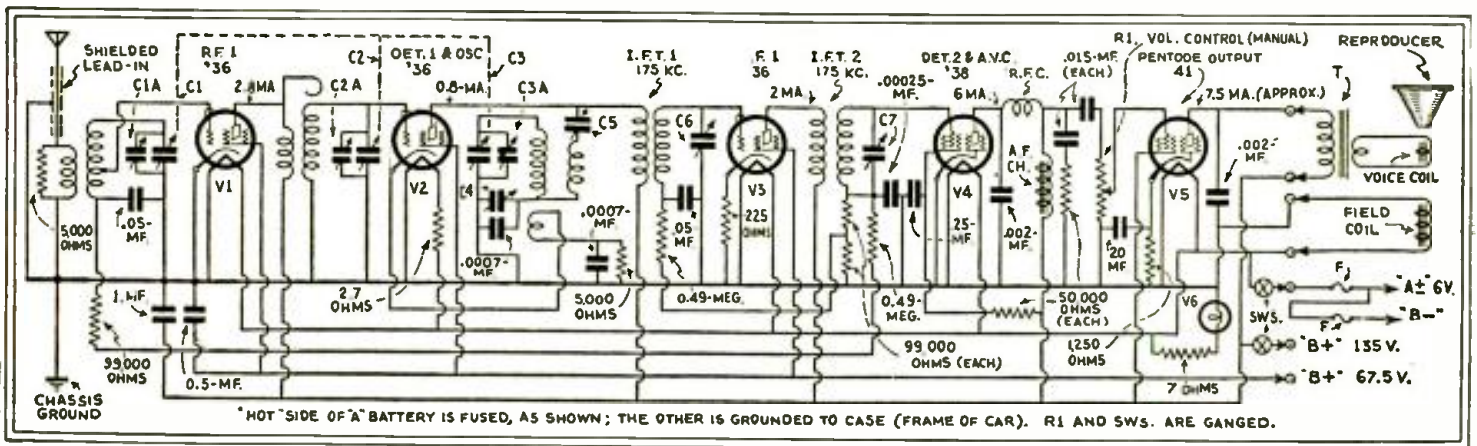 SHIELDED
LEAD-IN
C1A
C1
R.F. 1
'36
2.8MA
C2
DET. 1 & OSC
'36
0.8-MA.
C3
C2A
C3A
C5
I.F.T. 1
175 KC.
C6
F. 1
36
2 MA.
I.F.T. 2
175 KC.
.00025-
MF.
C7
DET. 2 & A.V.C.
'38
6 MA.
R.F.C.
.015-MF.
(EACH)
R1, VOL. CONTROL (MANUAL)
PENTODE OUTPUT
41
7.5 MA. (APPROX.)
T
REPRODUCER
V1
V2
V3
V4
V5
A.F.
CH.
.002-
MF.
VOICE COIL
5,000
OHMS
.05-
MF.
C4
.0007-
MF
.0007-
MF.
.05
MF
225
OHMS
.25-
MF.
.002-
MF.
20
MF
FIELD
COIL
1. MF
2.7
OHMS
5,000
OHMS
0.49-MEG.
0.49-
MEG.
50,000
OHMS
(EACH)
V6
SWS.
F.
F.
"A±" 6V.
"B-"
"B+" 135 V.
"B+" 67.5 V.
99,000
OHMS
0.5-MF.
99,000
OHMS (EACH)
1,250
OHMS
7 OHMS
CHASSIS
GROUND
"HOT" SIDE OF "A" BATTERY IS FUSED, AS SHOWN; THE OTHER IS GROUNDED TO CASE (FRAME OF CAR). R1 AND SWS. ARE GANGED.